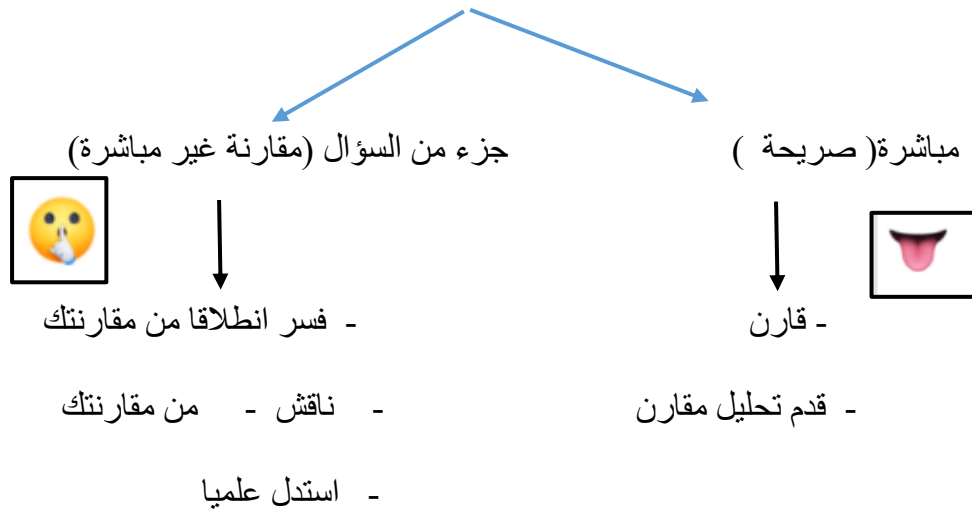 مباشرة( صريحة )
جزء من السؤال (مقارنة غير مباشرة)
- قارن
- فسر انطلاقا من مقارنتك
- قدم تحليل مقارن
- ناقش - من مقارنتك
- استدل علميا